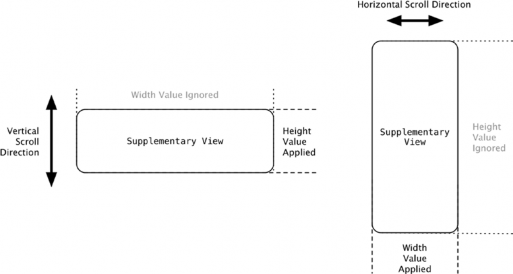 Width Value Ignored
Vertical
Scroll
Direction
Supplementary View
Height
Value
Applied
Horizontal Scroll Direction
Supplementary
View
Height
Value
Ignored
Width
Value
Applied